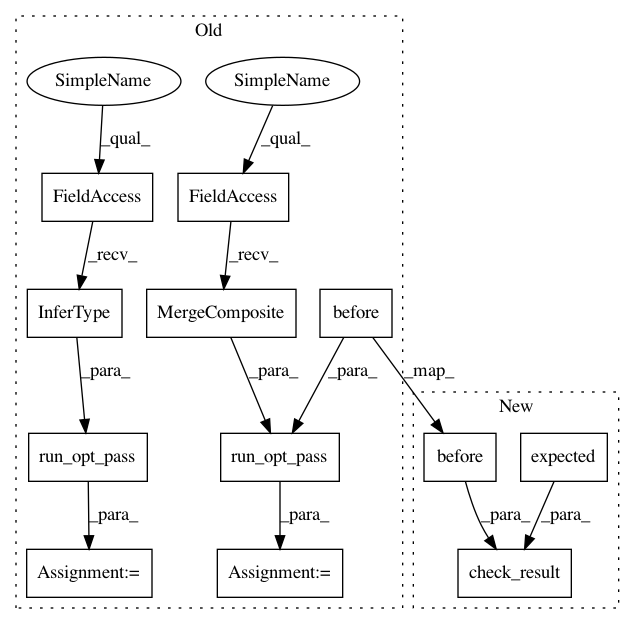 Old
SimpleName
SimpleName
_qual_
_qual_
FieldAccess
FieldAccess
_recv_
_recv_
InferType
MergeComposite
before
_para_
_para_
_para_
_map_
New
run_opt_pass
run_opt_pass
before
expected
_para_
_para_
_para_
_para_
Assignment:=
Assignment:=
check_result